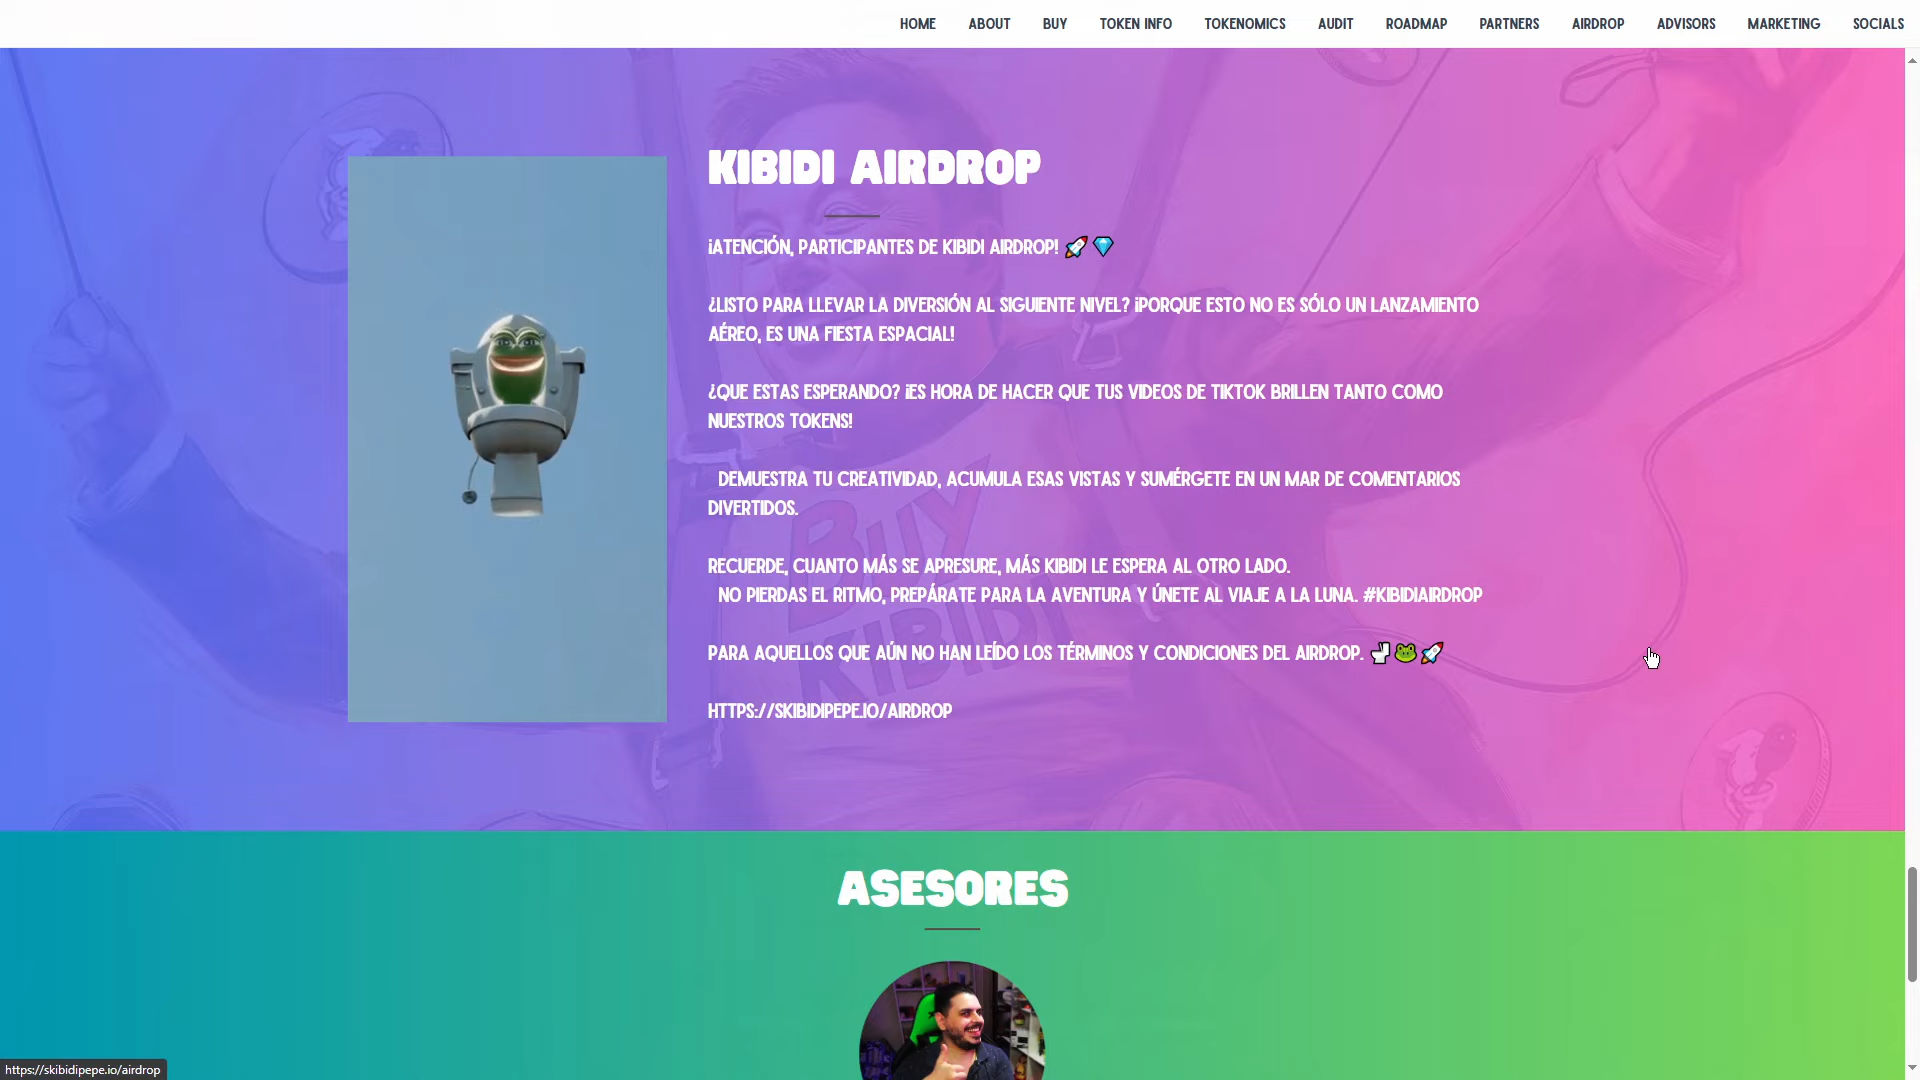 HOME ABOUT BUY TOKEN INFO TOKENOMICS AUDIT ROADMAP PARTNERS AIRDROP ADVISORS MARKETING SOCIALS
KIBIDI AIRDROP
¡ATENCIÓN, PARTICIPANTES DE KIBIDI AIRDROP! 🚀💎
¿LISTO PARA LLEVAR LA DIVERSIÓN AL SIGUIENTE NIVEL? ¡PORQUE ESTO NO ES SÓLO UN LANZAMIENTO
AÉREO, ES UNA FIESTA ESPACIAL!
¿QUE ESTAS ESPERANDO? ¡ES HORA DE HACER QUE TUS VIDEOS DE TIKTOK BRILLEN TANTO COMO
NUESTROS TOKENS!
DEMUESTRA TU CREATIVIDAD, ACUMULA ESAS VISTAS Y SUMÉRGETE EN UN MAR DE COMENTARIOS
DIVERTIDOS.
RECUERDE, CUANTO MÁS SE APRESURE, MÁS KIBIDI LE ESPERA AL OTRO LADO.
NO PIERDAS EL RITMO, PREPÁRATE PARA LA AVENTURA Y ÚNETE AL VIAJE A LA LUNA. #KIBIDIAIRDROP
PARA AQUELLOS QUE AÚN NO HAN LEÍDO LOS TÉRMINOS Y CONDICIONES DEL AIRDROP. 🚽🐸🚀
HTTPS://SKIBIDIPEPE.IO/AIRDROP
BUY
KIBIDI
KIBIDI
ASESORES
https://skibidipepe.io/airdrop